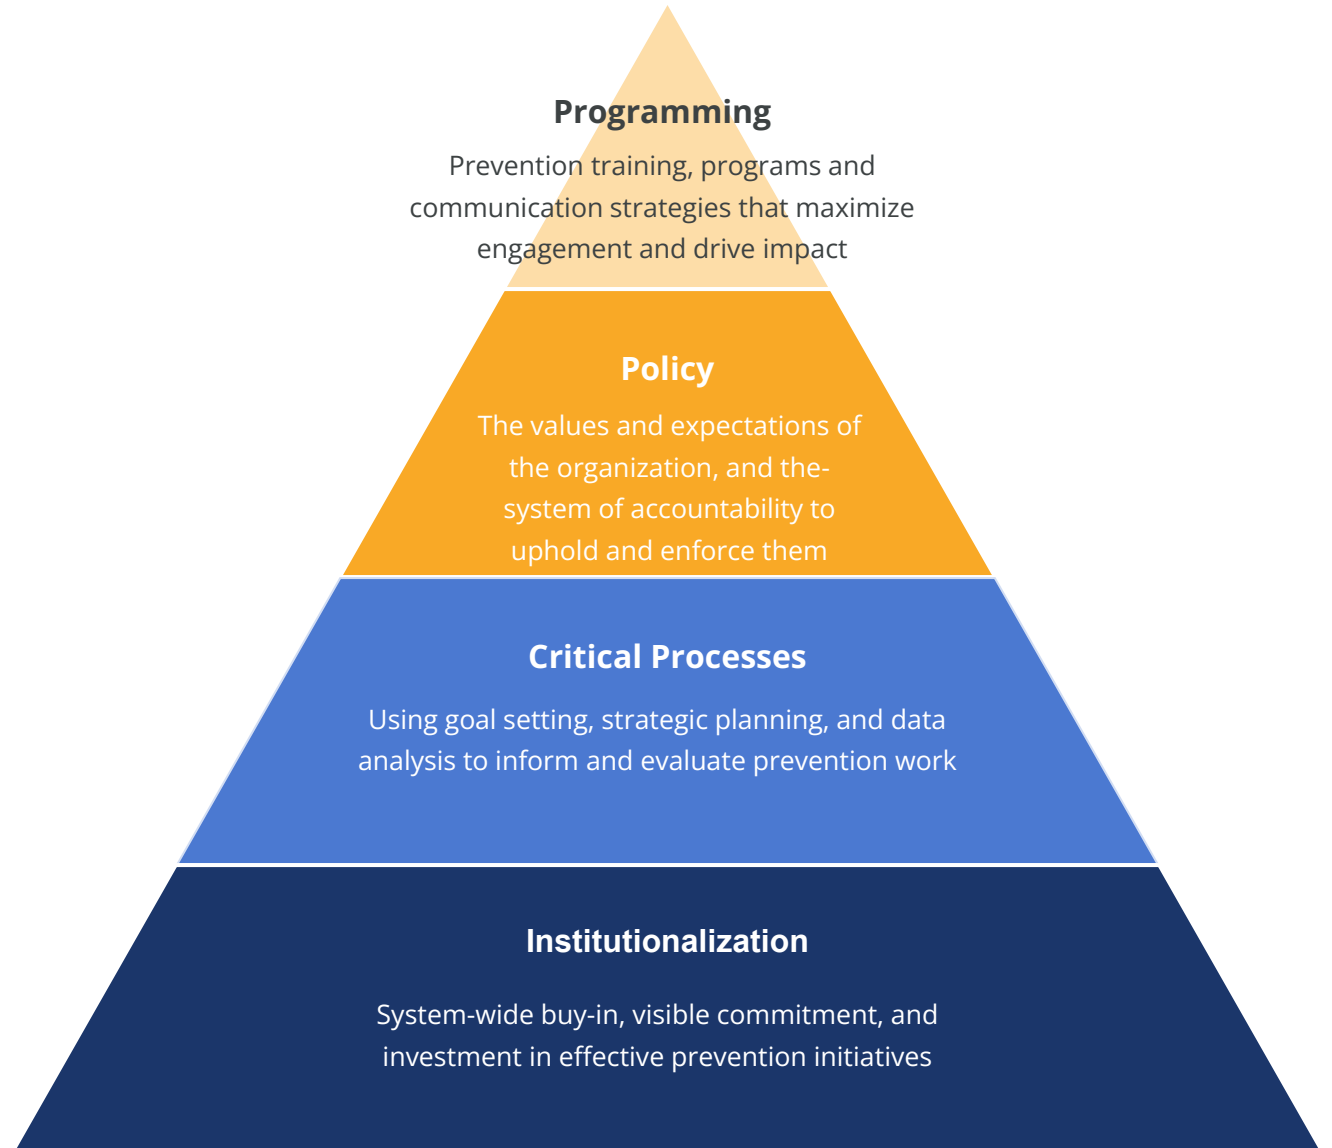 Programming
Prevention training, programs and
communication strategies that maximize
engagement and drive impact
Policy
The values and expectations of
the organization, and the-
system of accountability to
uphold and enforce them
Critical Processes
Using goal setting, strategic planning, and data
analysis to inform and evaluate prevention work
Institutionalization
System-wide buy-in, visible commitment, and
investment in effective prevention initiatives